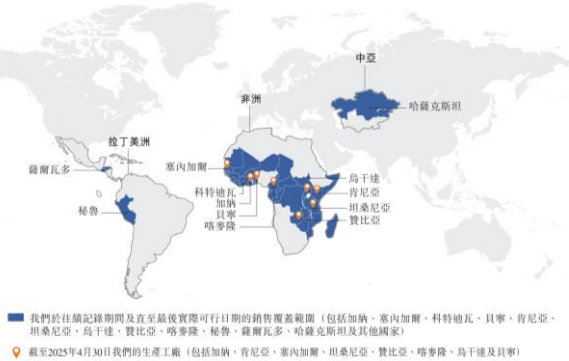 中亞
哈薩克斯坦
非洲
拉丁美洲
薩爾瓦多
塞內加爾
烏干達
肯尼亞
科特迪瓦
加納
坦桑尼亞
秘魯
貝寧
贊比亞
喀麥隆
我們於往績記錄期間及直至最後實際可行日期的銷售覆蓋範圍（包括加納、塞內加爾、科特迪瓦、貝寧、肯尼亞、
坦桑尼亞、烏干達、贊比亞、喀麥隆、秘魯、薩爾瓦多、哈薩克斯坦及其他國家）
截至2025年4月30日我們的生產工廠（包括加納、肯尼亞、塞內加爾、坦桑尼亞、贊比亞、喀麥隆、烏干達及貝寧）